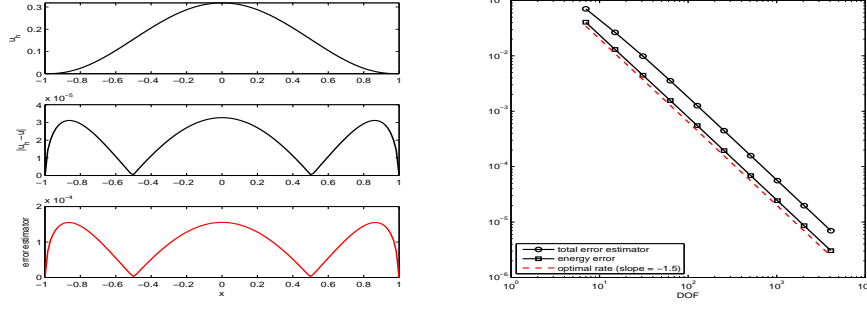 0.3
0.2
0.1
0
u_h
−1 −0.8 −0.6 −0.4 −0.2 0 0.2 0.4 0.6 0.8 1
x 10^−5
4
3
2
1
0
|u_h−u|
−1 −0.8 −0.6 −0.4 −0.2 0 0.2 0.4 0.6 0.8 1
x 10^−4
2
1
0
error estimator
−1 −0.8 −0.6 −0.4 −0.2 0 0.2 0.4 0.6 0.8 1
x
10^−2
10^−3
10^−4
10^−5
10^−6
total error estimator
energy error
optimal rate (slope = −1.5)
10^0 10^1 10^2 10^3 10
DOF